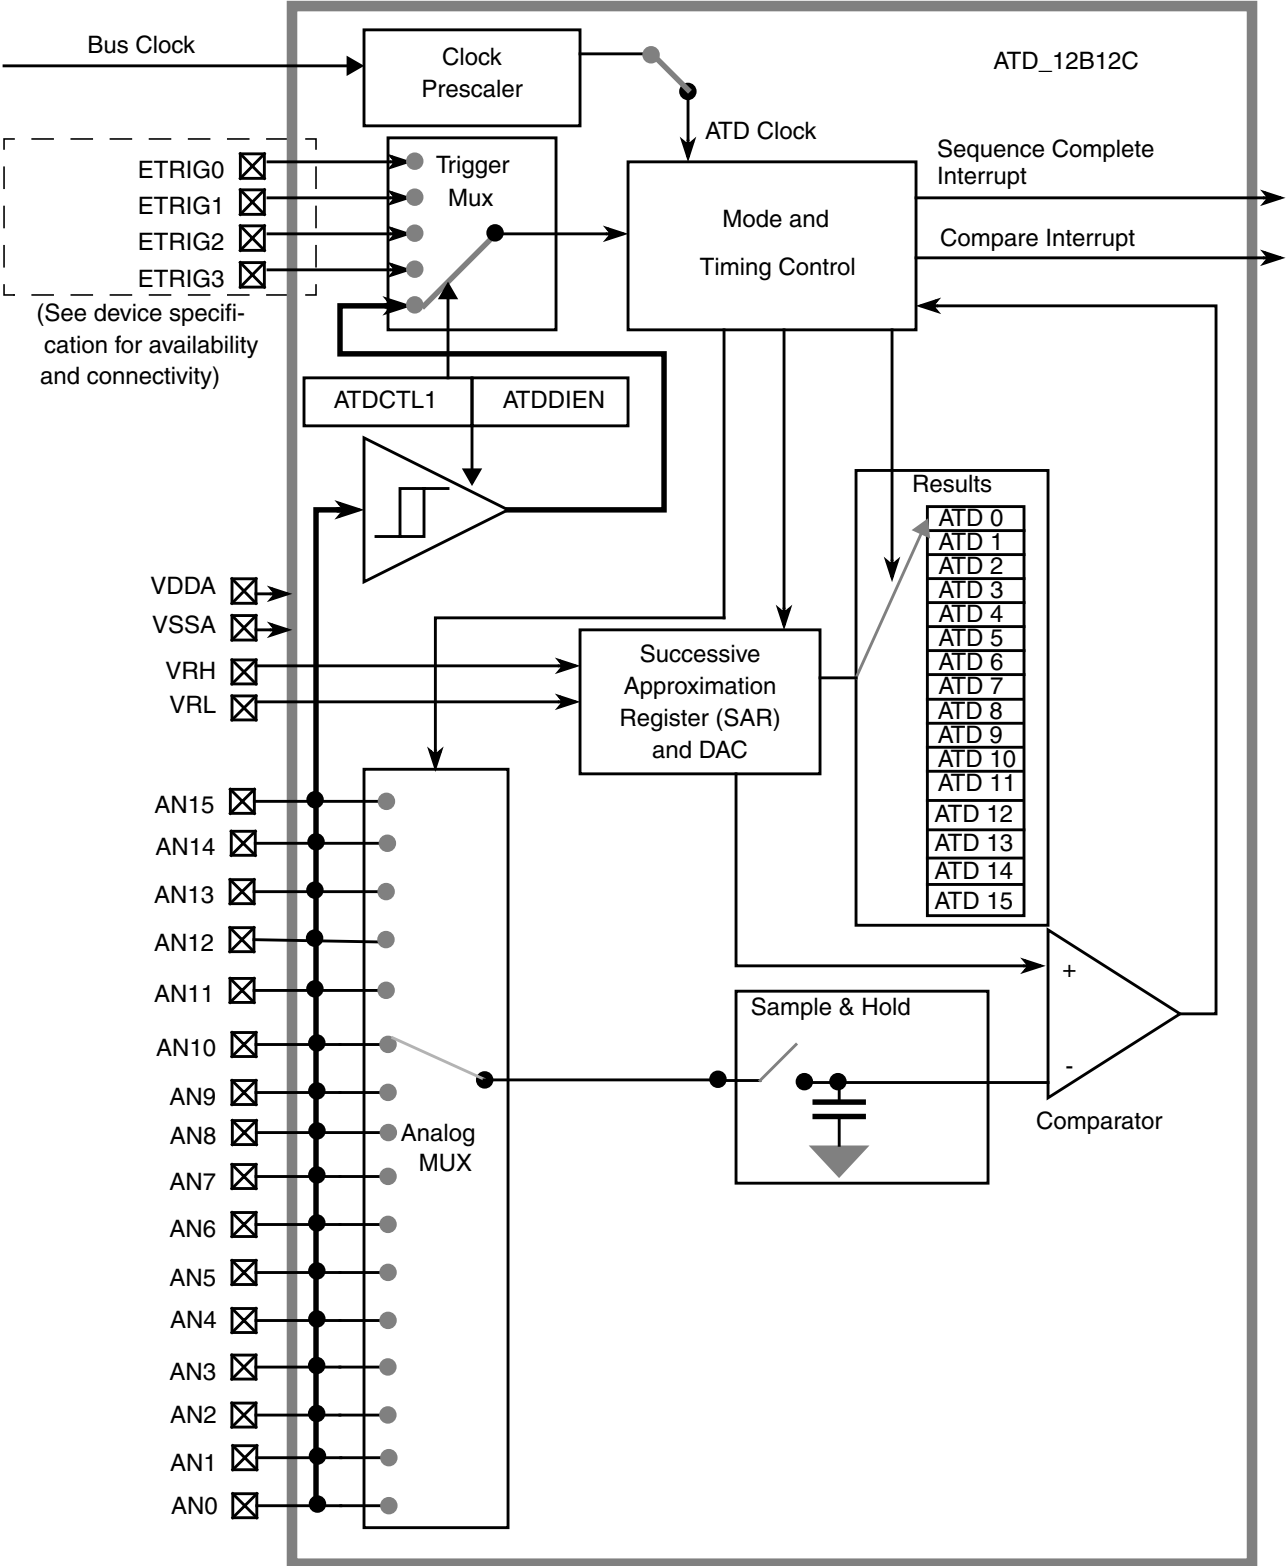 Bus Clock
Clock
Prescaler
ATD_12B12C
ATD Clock
ETRIG0
ETRIG1
ETRIG2
ETRIG3
(See device specifi-
cation for availability
and connectivity)
Trigger
Mux
Mode and
Timing Control
Sequence Complete
Interrupt
Compare Interrupt
ATDCTL1
ATDDIEN
Results
ATD 0
ATD 1
ATD 2
ATD 3
ATD 4
ATD 5
ATD 6
ATD 7
ATD 8
ATD 9
ATD 10
ATD 11
ATD 12
ATD 13
ATD 14
ATD 15
VDDA
VSSA
VRH
VRL
Successive
Approximation
Register (SAR)
and DAC
AN15
AN14
AN13
AN12
AN11
AN10
AN9
AN8
AN7
AN6
AN5
AN4
AN3
AN2
AN1
AN0
Analog
MUX
Sample & Hold
+
-
Comparator